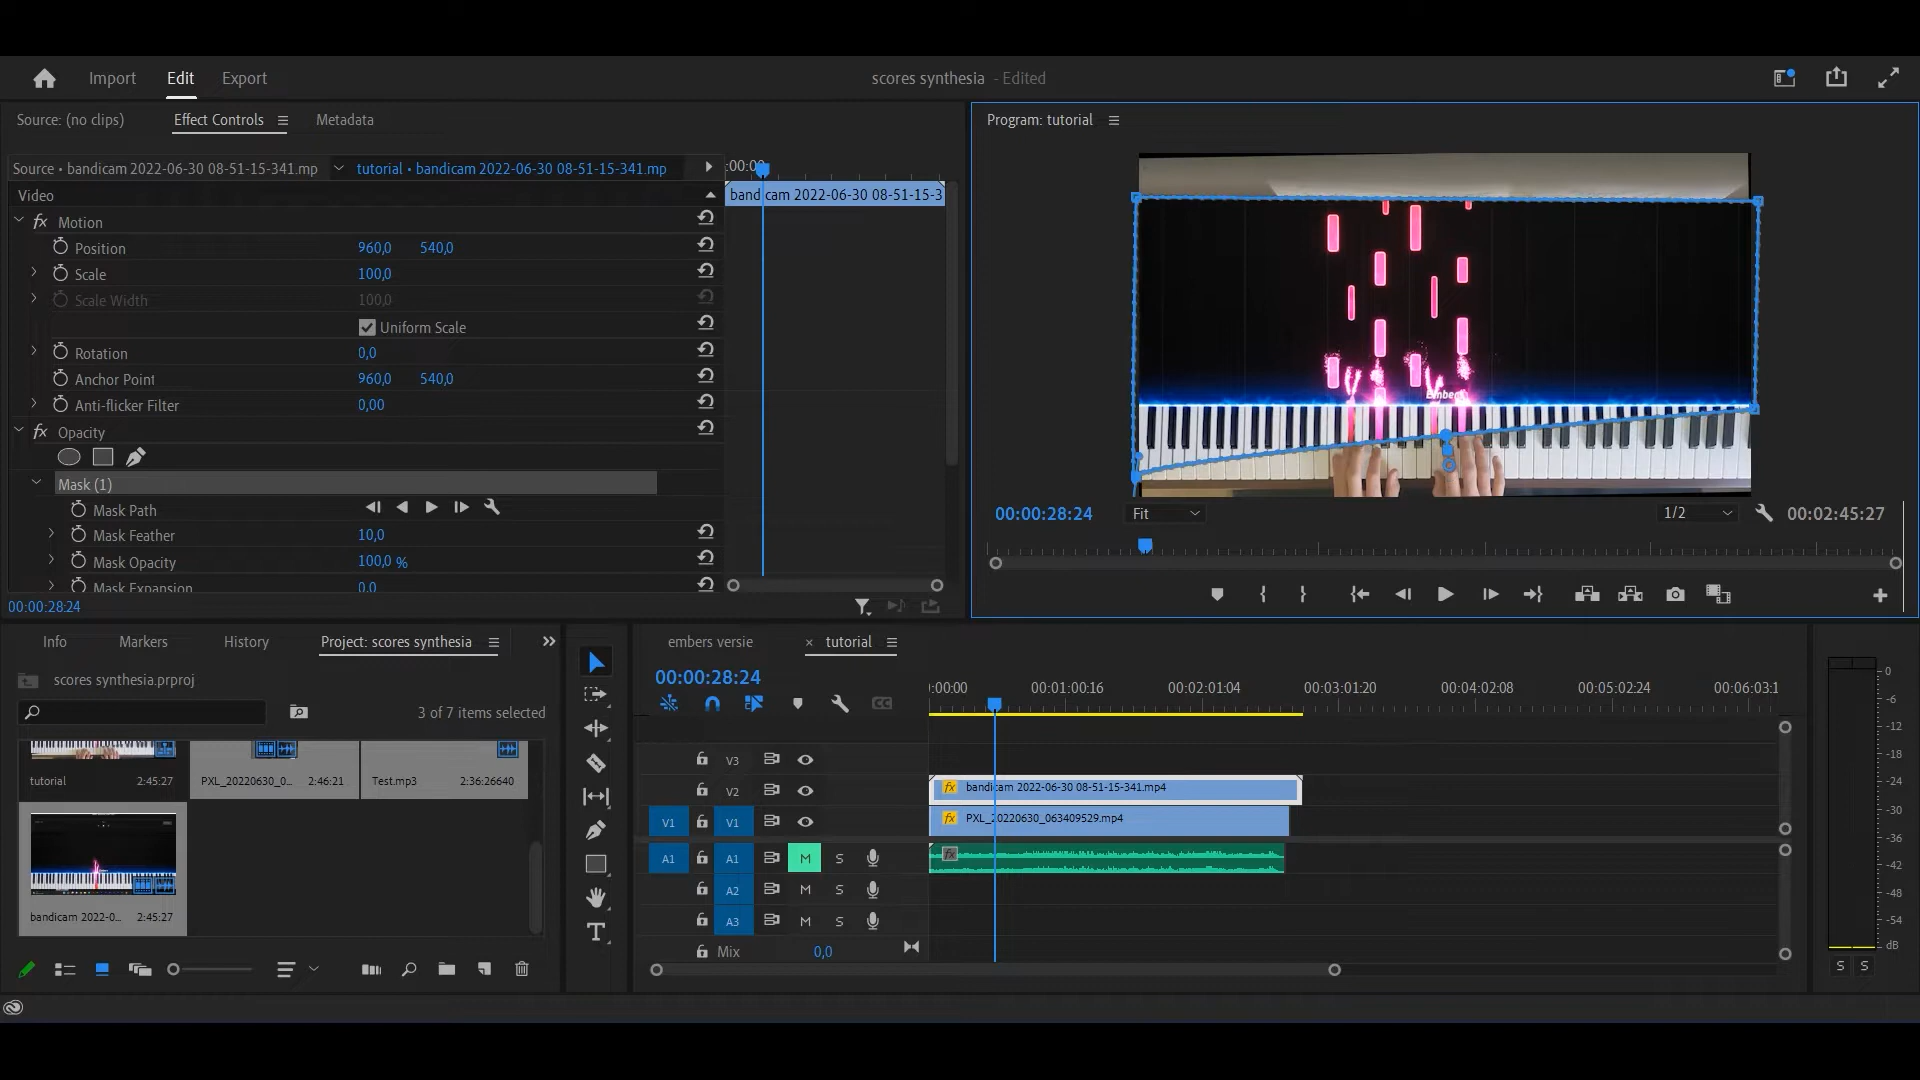 Import Edit Export scores synthesia - Edited
Source: (no clips) Effect Controls Metadata
Program: tutorial
Source • bandicam 2022-06-30 08-51-15-341.mp tutorial • bandicam 2022-06-30 08-51-15-341.mp
:00:00
Video
bandicam 2022-06-30 08-51-15-3
fx Motion
Position 960,0 540,0
Scale 100,0
Scale Width 100,0
Uniform Scale
Rotation 0,0
Anchor Point 960,0 540,0
Anti-flicker Filter 0,00
fx Opacity
Mask (1)
Mask Path
Mask Feather 10,0
Mask Opacity 100,0 %
Mask Expansion 0,0
00:00:28:24
Embers
00:00:28:24 Fit 1/2 00:02:45:27
Info Markers History Project: scores synthesia
scores synthesia.prproj
3 of 7 items selected
tutorial 2:45:27
PXL_20220630_0... 2:46:21
Test.mp3 2:36:26640
bandicam 2022-0... 2:45:27
embers versie × tutorial
00:00:28:24
:00:00 00:01:00:16 00:02:01:04 00:03:01:20 00:04:02:08 00:05:02:24 00:06:03:1
V3
V2 fx bandicam 2022-06-30 08-51-15-341.mp4
V1 V1 fx PXL_20220630_063409529.mp4
A1 A1 M S fx
A2 M S
A3 M S
Mix 0,0
0
-6
-12
-18
-24
-30
-36
-42
-48
-54
dB
S S